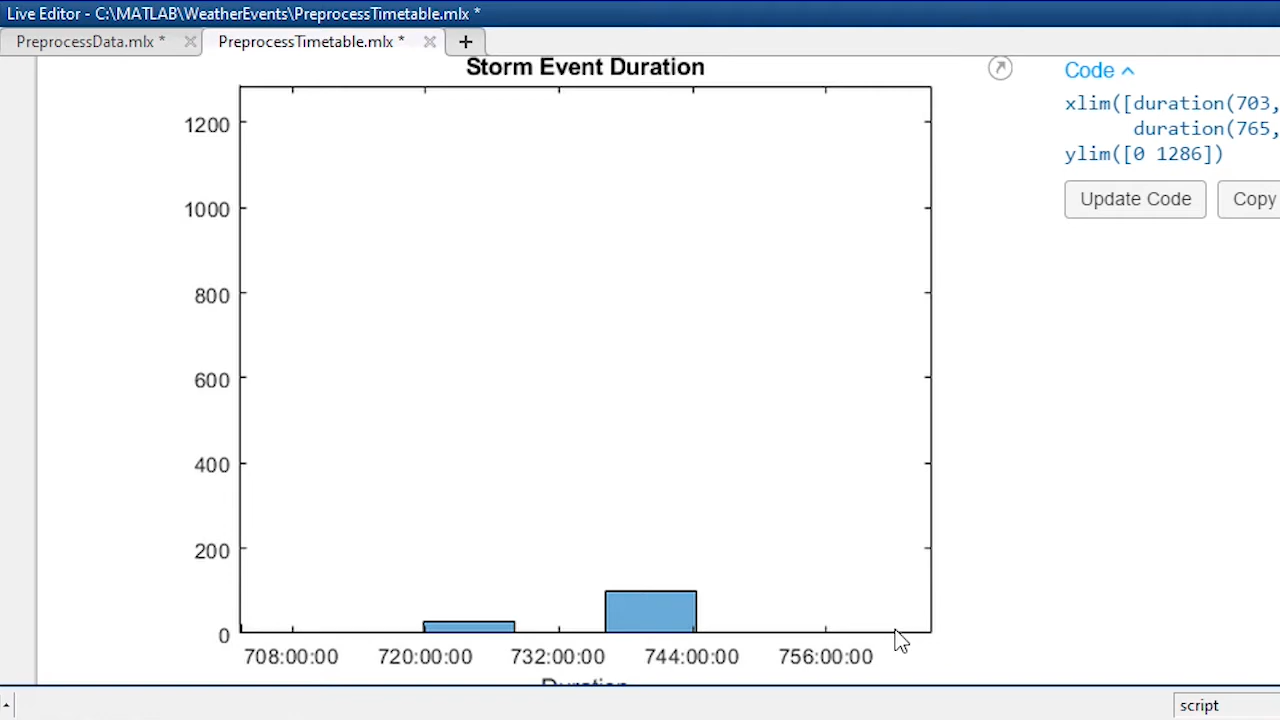 Live Editor - C:\MATLAB\WeatherEvents\PreprocessTimetable.mlx *
PreprocessData.mlx *
PreprocessTimetable.mlx *
Storm Event Duration
1200
1000
800
600
400
200
0
708:00:00 720:00:00 732:00:00 744:00:00 756:00:00
Duration
Code
xlim([duration(703,
duration(765,
ylim([0 1286])
Update Code
Copy
script